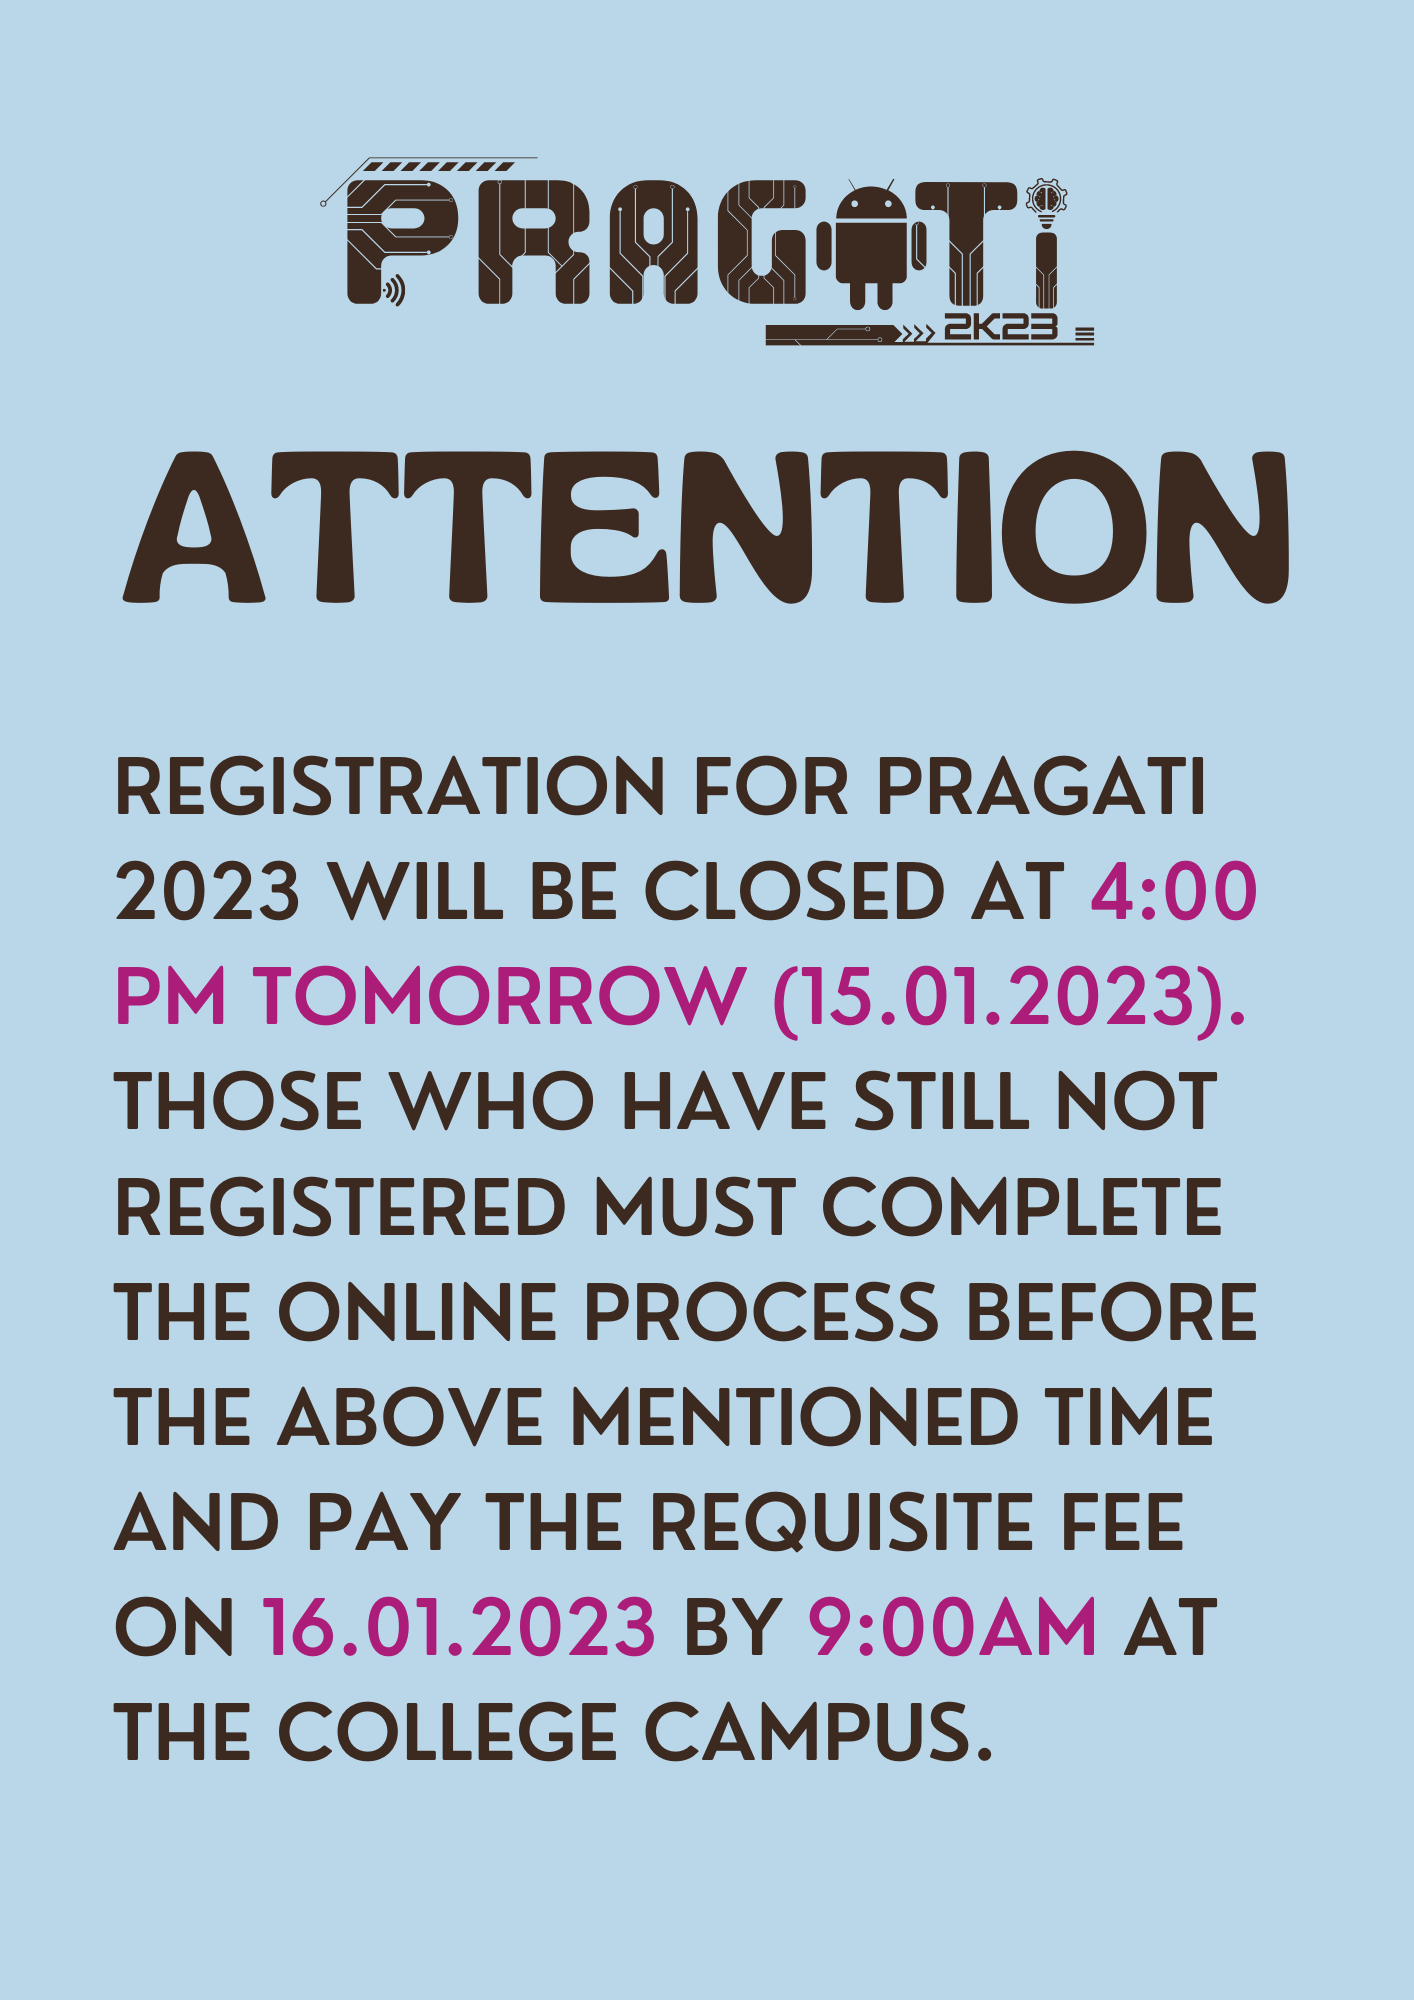 PRAGATI
2K23
ATTENTION
REGISTRATION FOR PRAGATI
2023 WILL BE CLOSED AT 4:00
PM TOMORROW (15.01.2023).
THOSE WHO HAVE STILL NOT
REGISTERED MUST COMPLETE
THE ONLINE PROCESS BEFORE
THE ABOVE MENTIONED TIME
AND PAY THE REQUISITE FEE
ON 16.01.2023 BY 9:00AM AT
THE COLLEGE CAMPUS.